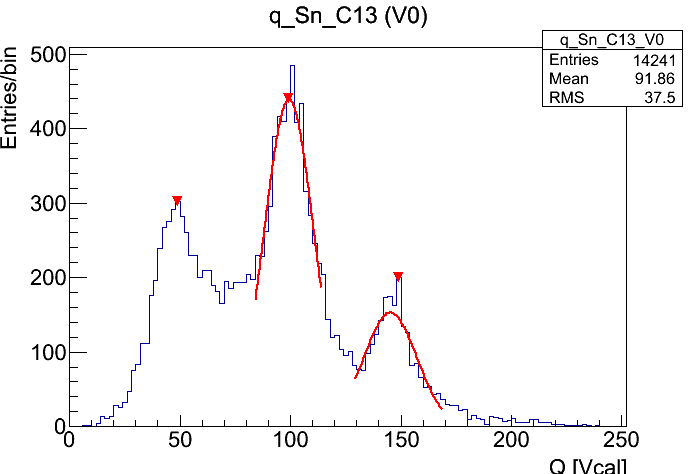 q_Sn_C13 (V0)
q_Sn_C13_V0
Entries 14241
Mean 91.86
RMS 37.5
Entries/bin
500
400
300
200
100
0
0 50 100 150 200 250
Q [Vcal]